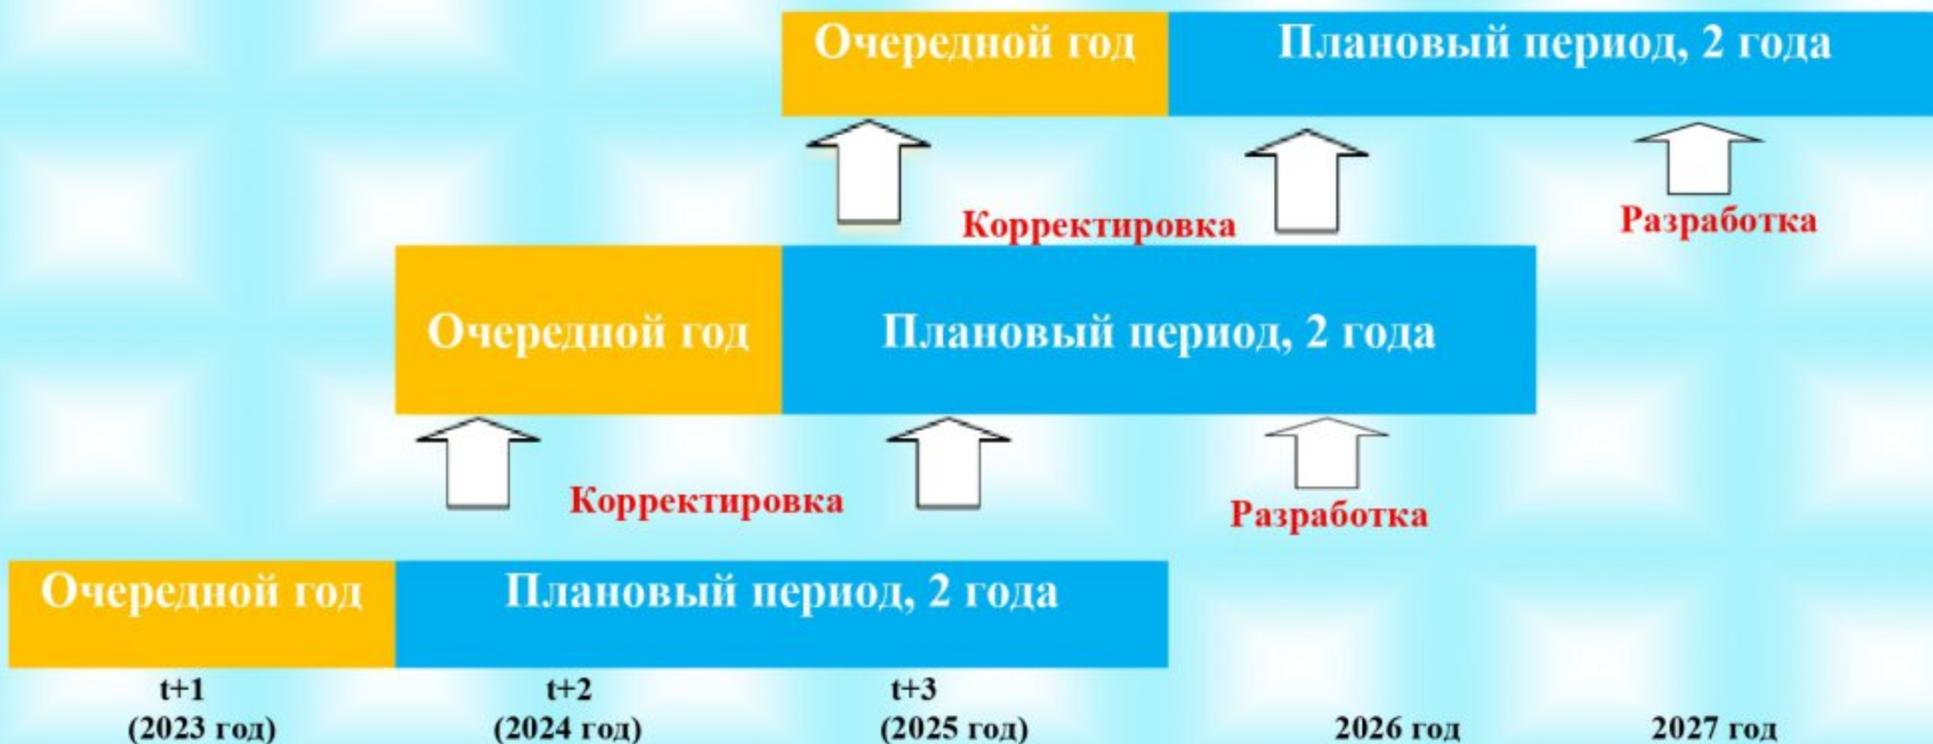 Очередной год
Плановый период, 2 года
Корректировка
Разработка
Очередной год
Плановый период, 2 года
Корректировка
Разработка
Очередной год
Плановый период, 2 года
t+1
t+2
t+3
(2023 год)
(2024 год)
(2025 год)
2026 год
2027 год